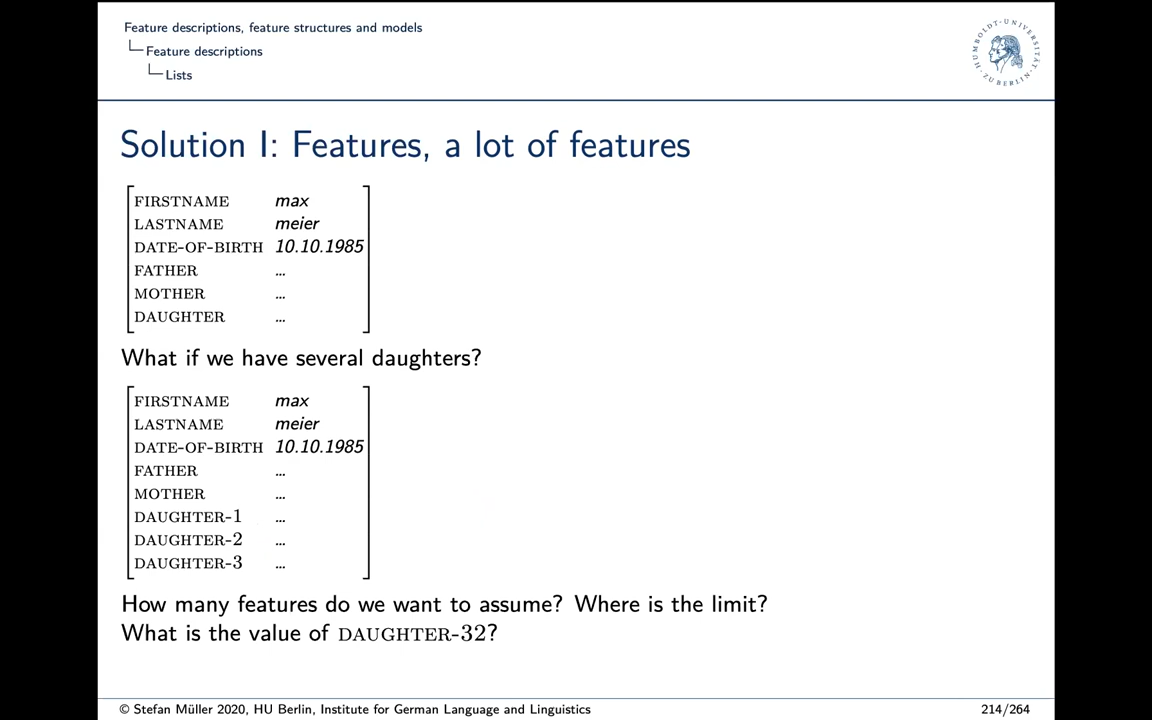 Feature descriptions, feature structures and models
Feature descriptions
Lists
HUMBOLDT-UNIVERSITÄT ZU BERLIN
Solution I: Features, a lot of features
FIRSTNAME max
LASTNAME meier
DATE-OF-BIRTH 10.10.1985
FATHER ...
MOTHER ...
DAUGHTER ...
What if we have several daughters?
FIRSTNAME max
LASTNAME meier
DATE-OF-BIRTH 10.10.1985
FATHER ...
MOTHER ...
DAUGHTER-1 ...
DAUGHTER-2 ...
DAUGHTER-3 ...
How many features do we want to assume? Where is the limit?
What is the value of DAUGHTER-32?
© Stefan Müller 2020, HU Berlin, Institute for German Language and Linguistics 214/264